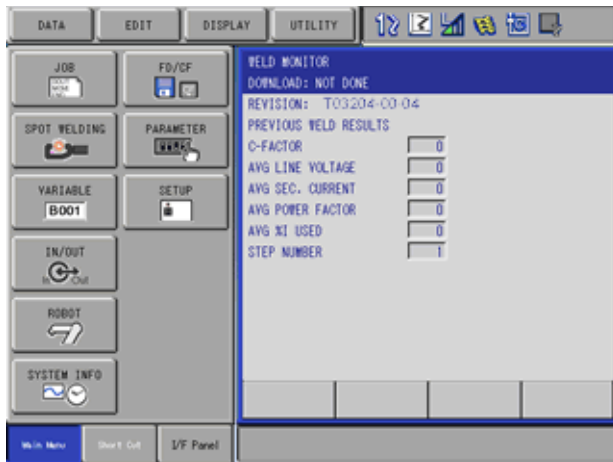 DATA EDIT DISPLAY UTILITY
JOB FD/CF
SPOT WELDING PARAMETER
VARIABLE SETUP
B001
IN/OUT
In Out
ROBOT
SYSTEM INFO
Main Menu Short Cut I/F Panel
WELD MONITOR
DOWNLOAD: NOT DONE
REVISION: T03204-00-04
PREVIOUS WELD RESULTS
C-FACTOR 0
AVG LINE VOLTAGE 0
AVG SEC. CURRENT 0
AVG POWER FACTOR 0
AVG %I USED 0
STEP NUMBER 1